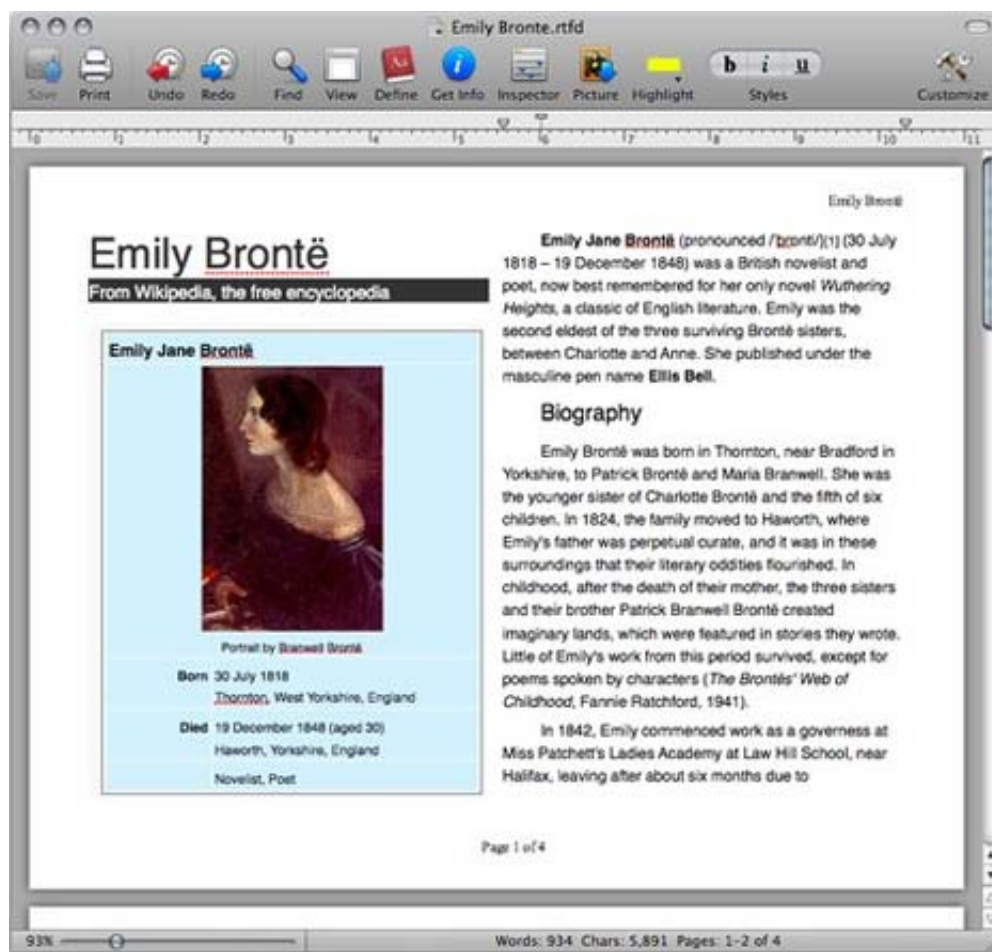 Emily Bronte.rtfd
Save Print Undo Redo Find View Define Get Info Inspector Picture Highlight b i u Styles Customize
0 1 2 3 4 5 6 7 8 9 10 11
Emily Brontë
Emily Brontë
From Wikipedia, the free encyclopedia
Emily Jane Brontë
Portrait by Branwell Brontë
Born 30 July 1818
Thornton, West Yorkshire, England
Died 19 December 1848 (aged 30)
Haworth, Yorkshire, England
Novelist, Poet
Emily Jane Brontë (pronounced /ˈbrɒnti/)[1] (30 July
1818 – 19 December 1848) was a British novelist and
poet, now best remembered for her only novel Wuthering
Heights, a classic of English literature. Emily was the
second eldest of the three surviving Brontë sisters,
between Charlotte and Anne. She published under the
masculine pen name Ellis Bell.
Biography
Emily Brontë was born in Thornton, near Bradford in
Yorkshire, to Patrick Brontë and Maria Branwell. She was
the younger sister of Charlotte Brontë and the fifth of six
children. In 1824, the family moved to Haworth, where
Emily's father was perpetual curate, and it was in these
surroundings that their literary oddities flourished. In
childhood, after the death of their mother, the three sisters
and their brother Patrick Branwell Brontë created
imaginary lands, which were featured in stories they wrote.
Little of Emily's work from this period survived, except for
poems spoken by characters (The Brontës' Web of
Childhood, Fannie Ratchford, 1941).
In 1842, Emily commenced work as a governess at
Miss Patchett's Ladies Academy at Law Hill School, near
Halifax, leaving after about six months due to
Page 1 of 4
93% Words: 934 Chars: 5,891 Pages: 1-2 of 4